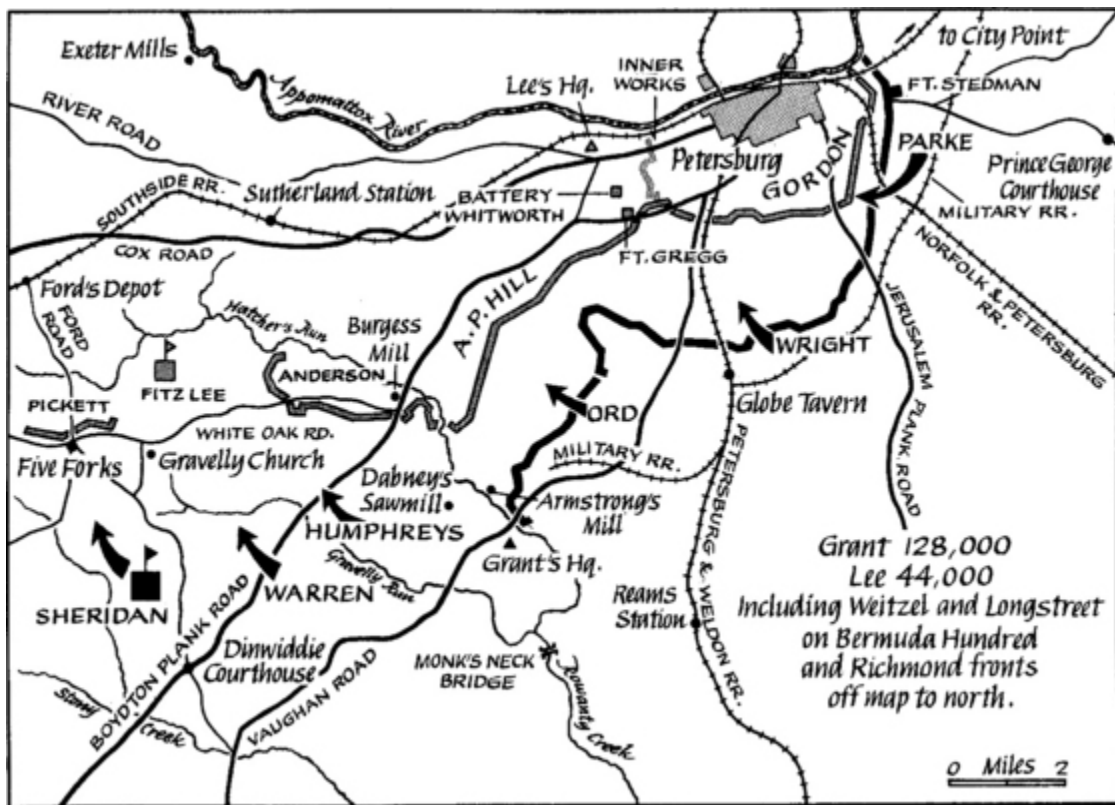 Exeter Mills
Appomattox River
Lee's Hq.
INNER
WORKS
to City Point
FT. STEDMAN
PARKE
Prince George
Courthouse
RIVER ROAD
SOUTHSIDE RR.
Sutherland Station
BATTERY
WHITWORTH
Petersburg
GORDON
MILITARY RR.
NORFOLK & PETERSBURG
RR.
COX ROAD
FT. GREGG
Ford's Depot
FORD
ROAD
Hatcher's Run
Burgess
Mill
A. P. HILL
JERUSALEM PLANK ROAD
WRIGHT
FITZ LEE
ANDERSON
PICKETT
WHITE OAK RD.
Five Forks
Gravelly Church
ORD
Globe Tavern
MILITARY RR.
PETERSBURG & WELDON RR.
Dabney's
Sawmill
Armstrong's
Mill
HUMPHREYS
Gravelly Run
Grant's Hq.
SHERIDAN
WARREN
BOYDTON PLANK ROAD
Dinwiddie
Courthouse
VAUGHAN ROAD
MONK'S NECK
BRIDGE
Rowanty Creek
Reams
Station
Stony
Creek
Grant 128,000
Lee 44,000
Including Weitzel and Longstreet
on Bermuda Hundred
and Richmond fronts
off map to north.
0 Miles 2